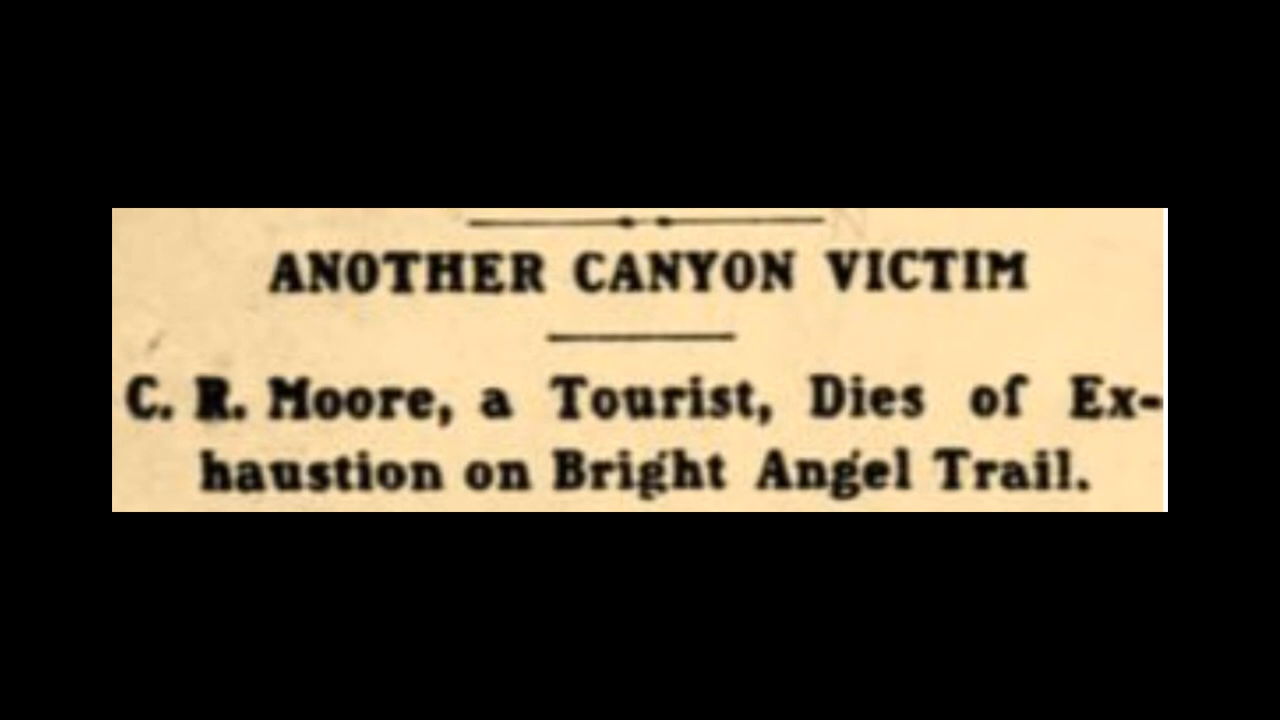 ANOTHER CANYON VICTIM
C. R. Moore, a Tourist, Dies of Ex-
haustion on Bright Angel Trail.